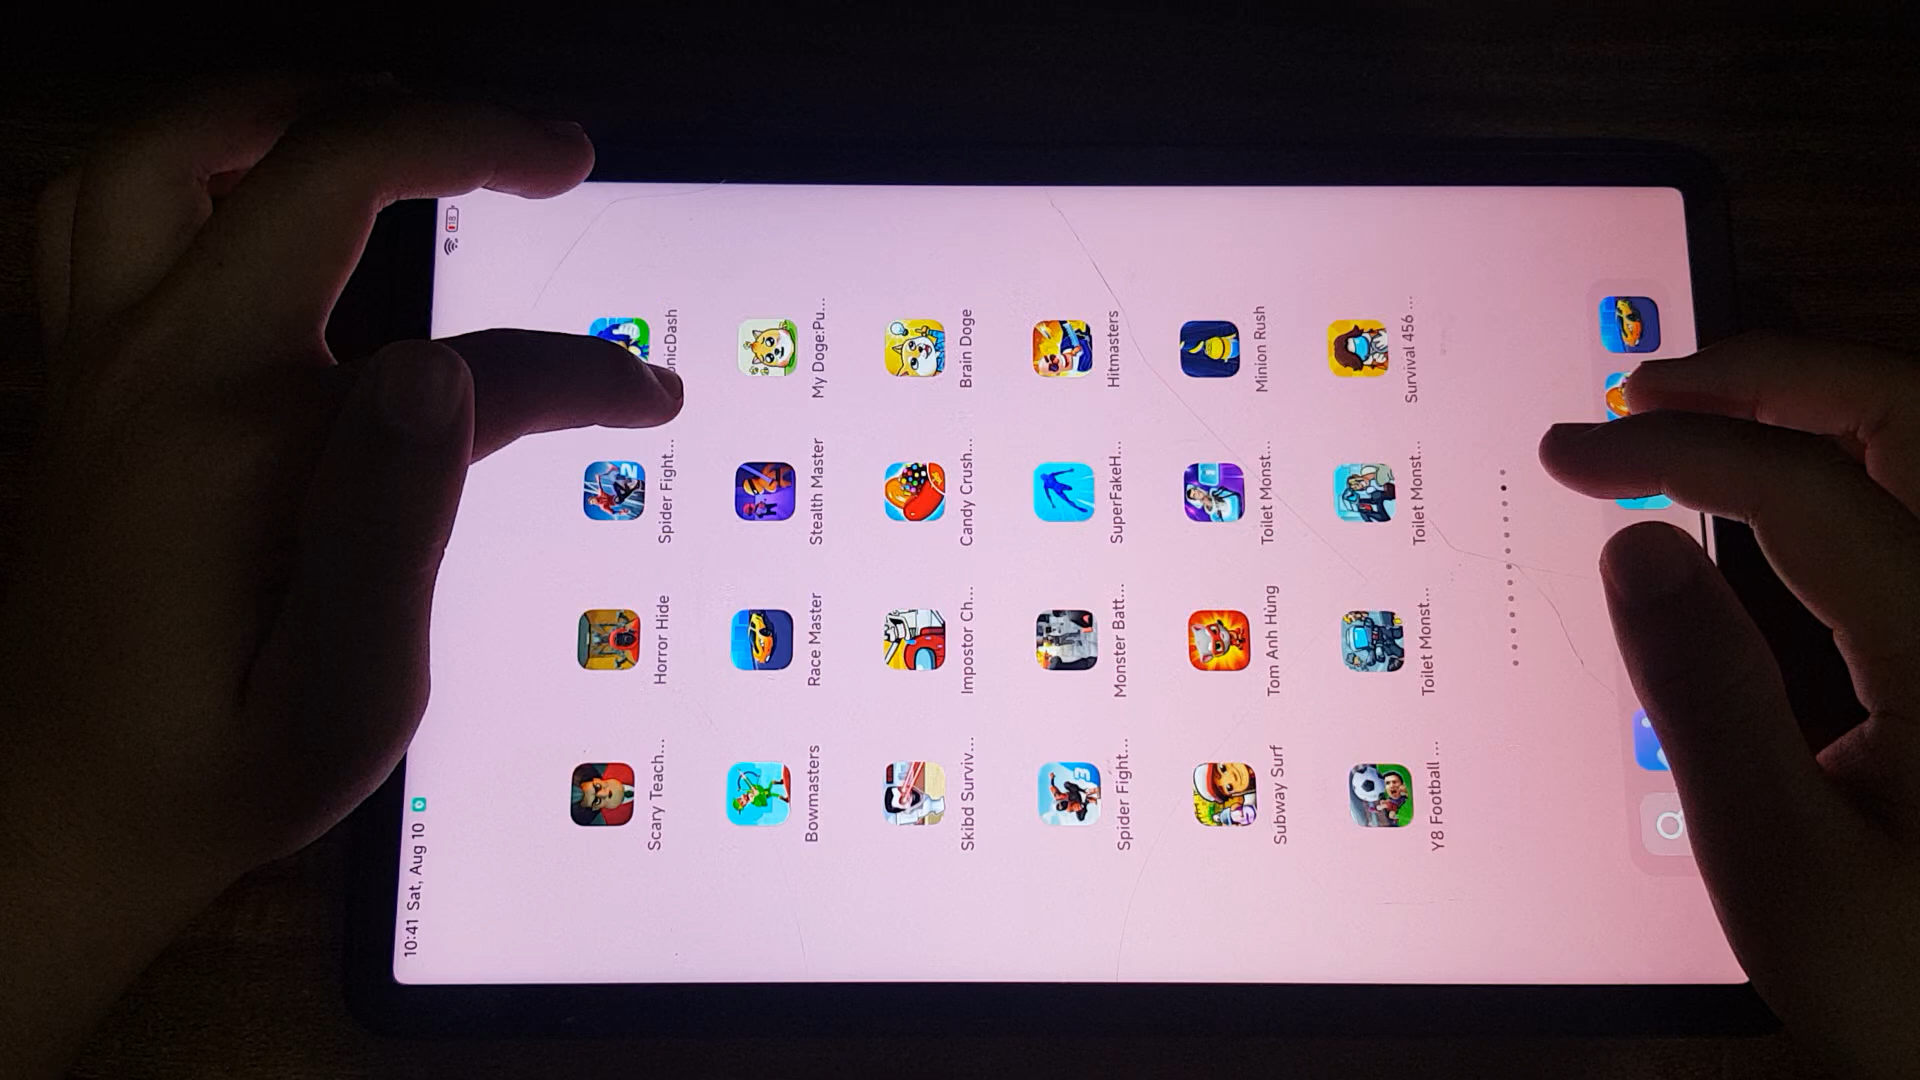 10:41 Sat, Aug 10
18
Scary Teach...
Horror Hide
Spider Fight...
nicDash
Bowmasters
Race Master
Stealth Master
My Doge:Pu...
Skibd Surviv...
Impostor Ch...
Candy Crush...
Brain Doge
Spider Fight...
Monster Batt...
SuperFakeH...
Hitmasters
Subway Surf
Tom Anh Hùng
Toilet Monst...
Minion Rush
Y8 Football ...
Toilet Monst...
Toilet Monst...
Survival 456 ...